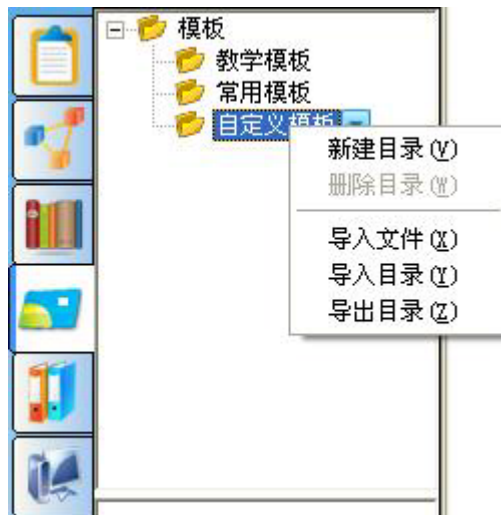 模板
教学模板
常用模板
自定义模板
新建目录(V)
删除目录(W)
导入文件(X)
导入目录(Y)
导出目录(Z)